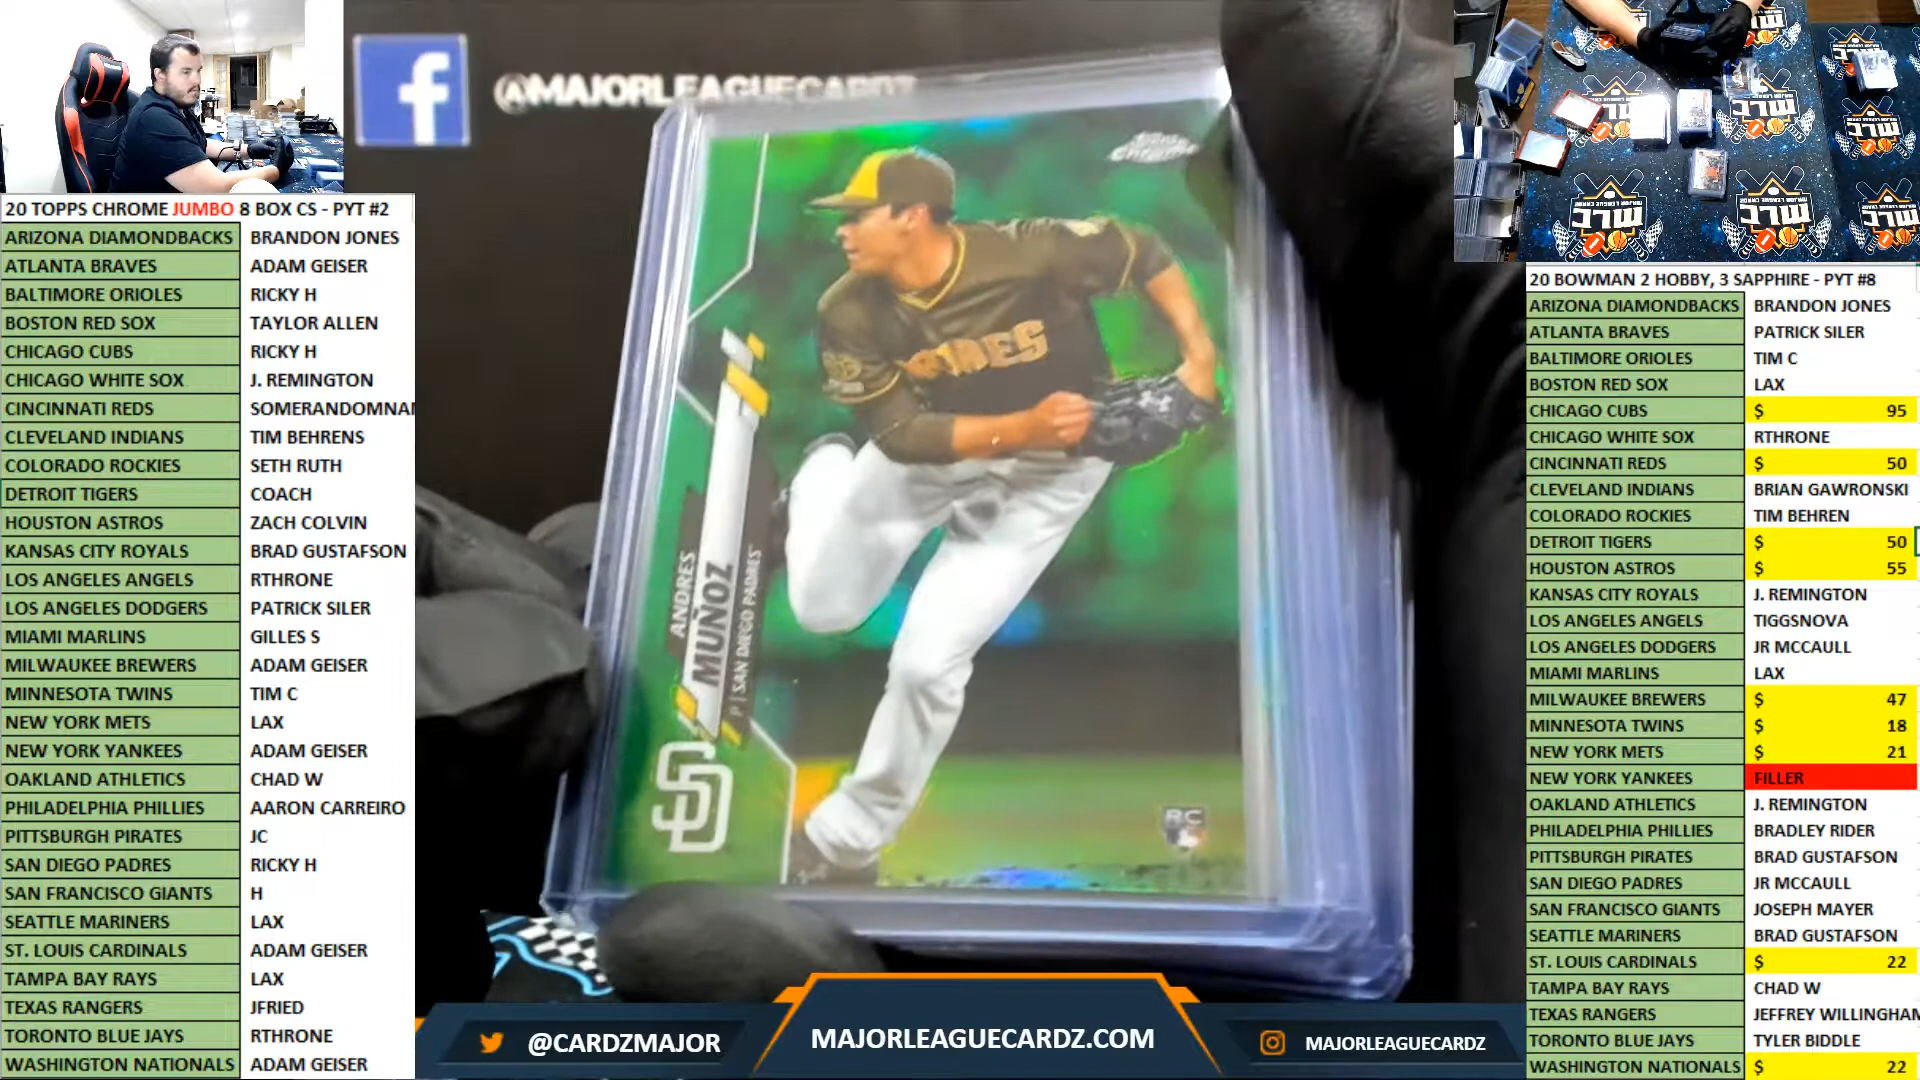 @MAJORLEAGUECARDZ
20 TOPPS CHROME JUMBO 8 BOX CS - PYT #2
ARIZONA DIAMONDBACKS BRANDON JONES
ATLANTA BRAVES ADAM GEISER
BALTIMORE ORIOLES RICKY H
BOSTON RED SOX TAYLOR ALLEN
CHICAGO CUBS RICKY H
CHICAGO WHITE SOX J. REMINGTON
CINCINNATI REDS SOMERANDOMNA
CLEVELAND INDIANS TIM BEHRENS
COLORADO ROCKIES SETH RUTH
DETROIT TIGERS COACH
HOUSTON ASTROS ZACH COLVIN
KANSAS CITY ROYALS BRAD GUSTAFSON
LOS ANGELES ANGELS RTHRONE
LOS ANGELES DODGERS PATRICK SILER
MIAMI MARLINS GILLES S
MILWAUKEE BREWERS ADAM GEISER
MINNESOTA TWINS TIM C
NEW YORK METS LAX
NEW YORK YANKEES ADAM GEISER
OAKLAND ATHLETICS CHAD W
PHILADELPHIA PHILLIES AARON CARREIRO
PITTSBURGH PIRATES JC
SAN DIEGO PADRES RICKY H
SAN FRANCISCO GIANTS H
SEATTLE MARINERS LAX
ST. LOUIS CARDINALS ADAM GEISER
TAMPA BAY RAYS LAX
TEXAS RANGERS JFRIED
TORONTO BLUE JAYS RTHRONE
WASHINGTON NATIONALS ADAM GEISER
Chrome
ANDRES
MUÑOZ
P | SAN DIEGO PADRES
SD
RC
@CARDZMAJOR
MAJORLEAGUECARDZ.COM
MAJORLEAGUECARDZ
20 BOWMAN 2 HOBBY, 3 SAPPHIRE - PYT #8
ARIZONA DIAMONDBACKS BRANDON JONES
ATLANTA BRAVES PATRICK SILER
BALTIMORE ORIOLES TIM C
BOSTON RED SOX LAX
CHICAGO CUBS $ 95
CHICAGO WHITE SOX RTHRONE
CINCINNATI REDS $ 50
CLEVELAND INDIANS BRIAN GAWRONSKI
COLORADO ROCKIES TIM BEHREN
DETROIT TIGERS $ 50
HOUSTON ASTROS $ 55
KANSAS CITY ROYALS J. REMINGTON
LOS ANGELES ANGELS TIGGSNOVA
LOS ANGELES DODGERS JR MCCAULL
MIAMI MARLINS LAX
MILWAUKEE BREWERS $ 47
MINNESOTA TWINS $ 18
NEW YORK METS $ 21
NEW YORK YANKEES FILLER
OAKLAND ATHLETICS J. REMINGTON
PHILADELPHIA PHILLIES BRADLEY RIDER
PITTSBURGH PIRATES BRAD GUSTAFSON
SAN DIEGO PADRES JR MCCAULL
SAN FRANCISCO GIANTS JOSEPH MAYER
SEATTLE MARINERS BRAD GUSTAFSON
ST. LOUIS CARDINALS $ 22
TAMPA BAY RAYS CHAD W
TEXAS RANGERS JEFFREY WILLINGHAM
TORONTO BLUE JAYS TYLER BIDDLE
WASHINGTON NATIONALS $ 22